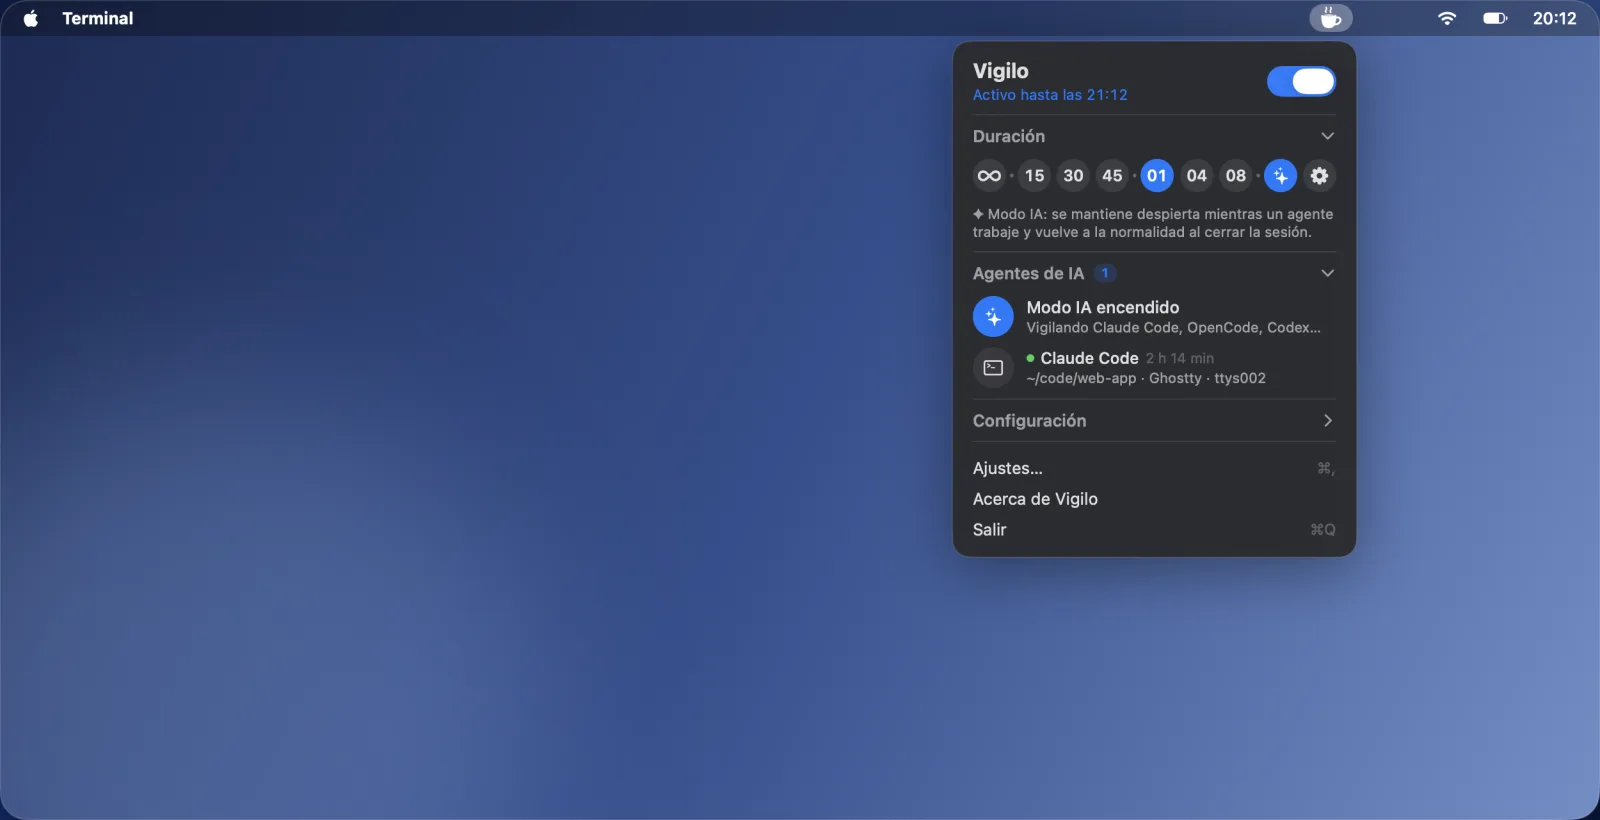 Terminal
20:12
Vigilo
Activo hasta las 21:12
Duración
∞ · 15 30 45 · 01 04 08 ·
✦ Modo IA: se mantiene despierta mientras un agente
trabaje y vuelve a la normalidad al cerrar la sesión.
Agentes de IA 1
Modo IA encendido
Vigilando Claude Code, OpenCode, Codex...
Claude Code 2 h 14 min
~/code/web-app · Ghostty · ttys002
Configuración
Ajustes... ⌘,
Acerca de Vigilo
Salir ⌘Q